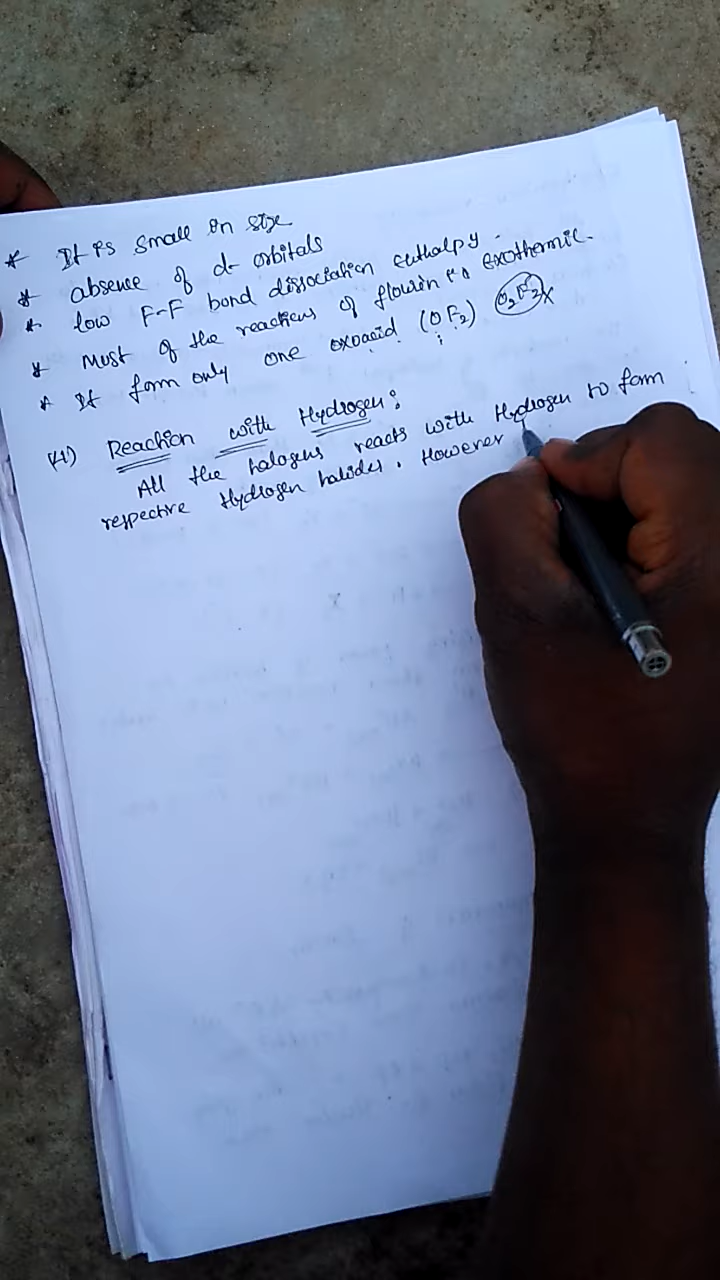 * It is small in size
* absence of d- orbitals
* low F-F bond dissociation enthalpy.
* Most of the reactions of flourin is exothermic.
* It form only one oxoacid (OF2) O2F2x
(4) Reaction with Hydrogen:
All the halogens reacts with Hydrogen to form
respective Hydrogen halides. However